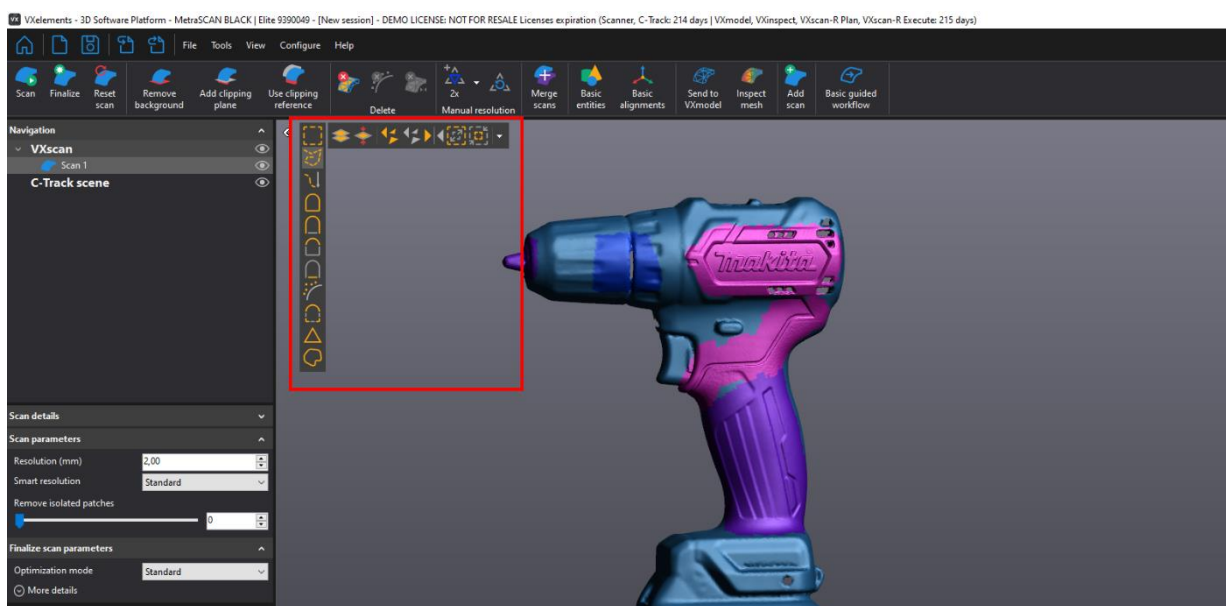 VXelements - 3D Software Platform - MetraSCAN BLACK | Elite 9390049 - [New session] - DEMO LICENSE: NOT FOR RESALE Licenses expiration (Scanner, C-Track: 214 days | VXmodel, VXinspect, VXscan-R Plan, VXscan-R Execute: 215 days)
File Tools View Configure Help
Scan Finalize Reset scan Remove background Add clipping plane Use clipping reference Delete 2x Manual resolution Merge scans Basic entities Basic alignments Send to VXmodel Inspect mesh Add scan Basic guided workflow
Navigation
VXscan
Scan 1
C-Track scene
makita
Scan details
Scan parameters
Resolution (mm) 2,00
Smart resolution Standard
Remove isolated patches
0
Finalize scan parameters
Optimization mode Standard
More details